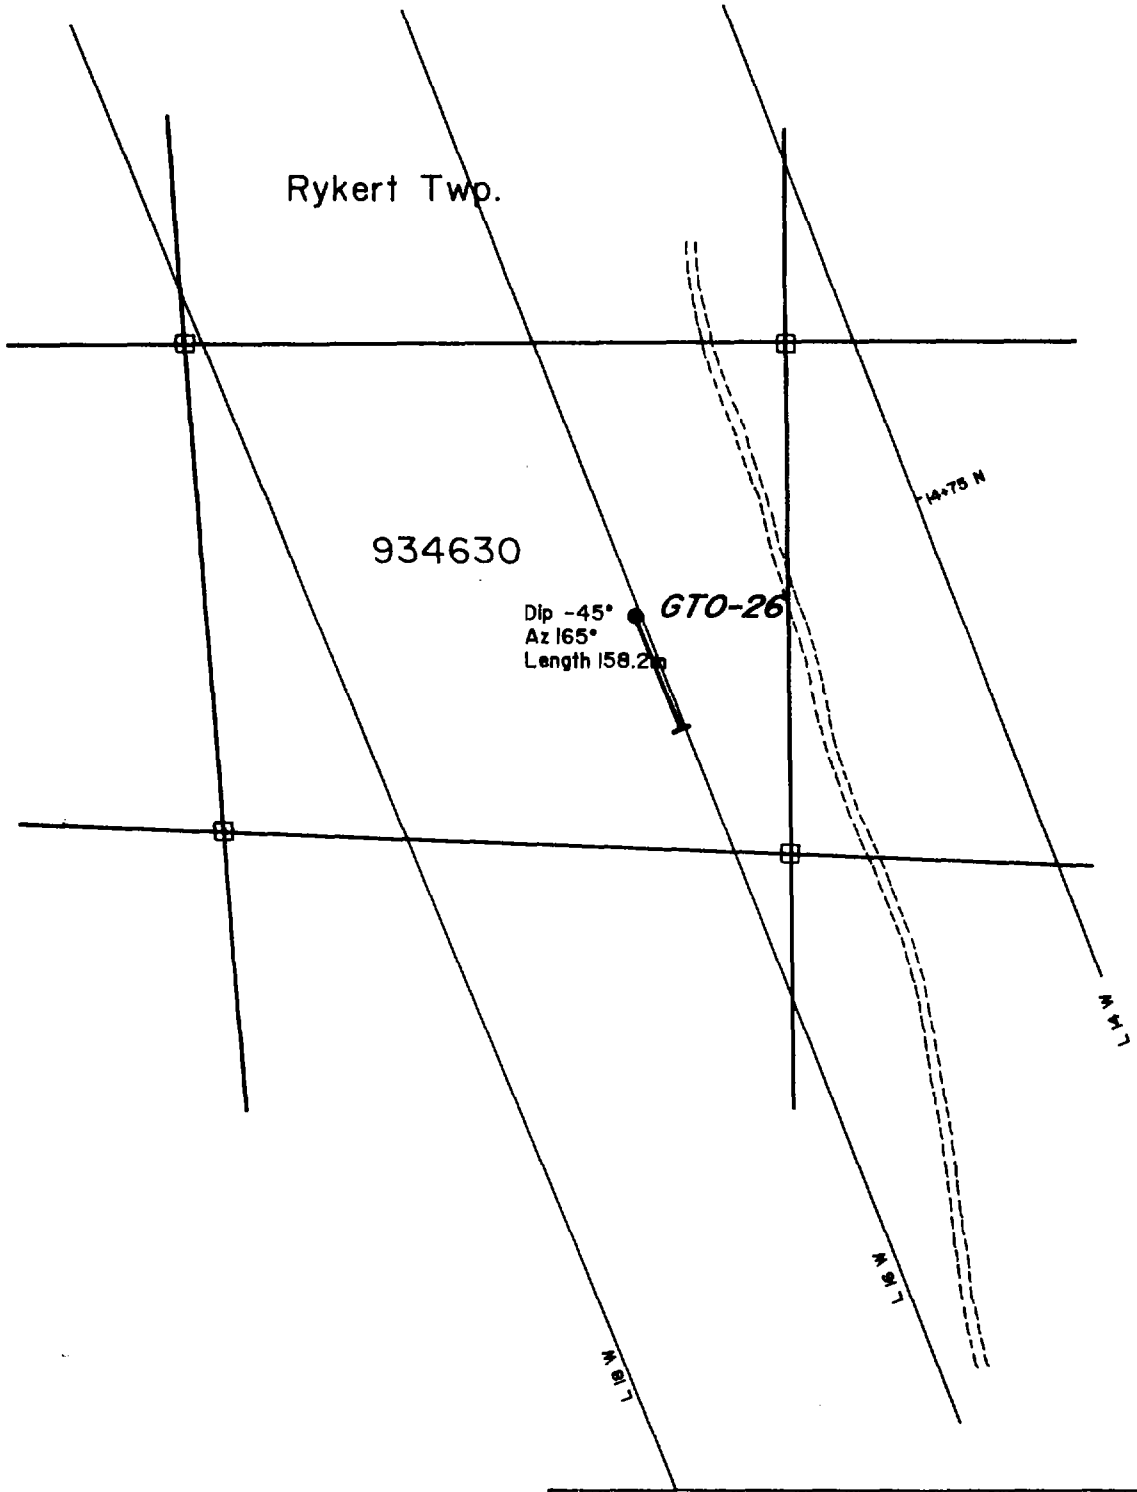 Rykert Twp.
14+75 N
934630
GTO-26
Dip -45°
Az 165°
Length 158.2m
L 14 W
L 16 W
L 18 W